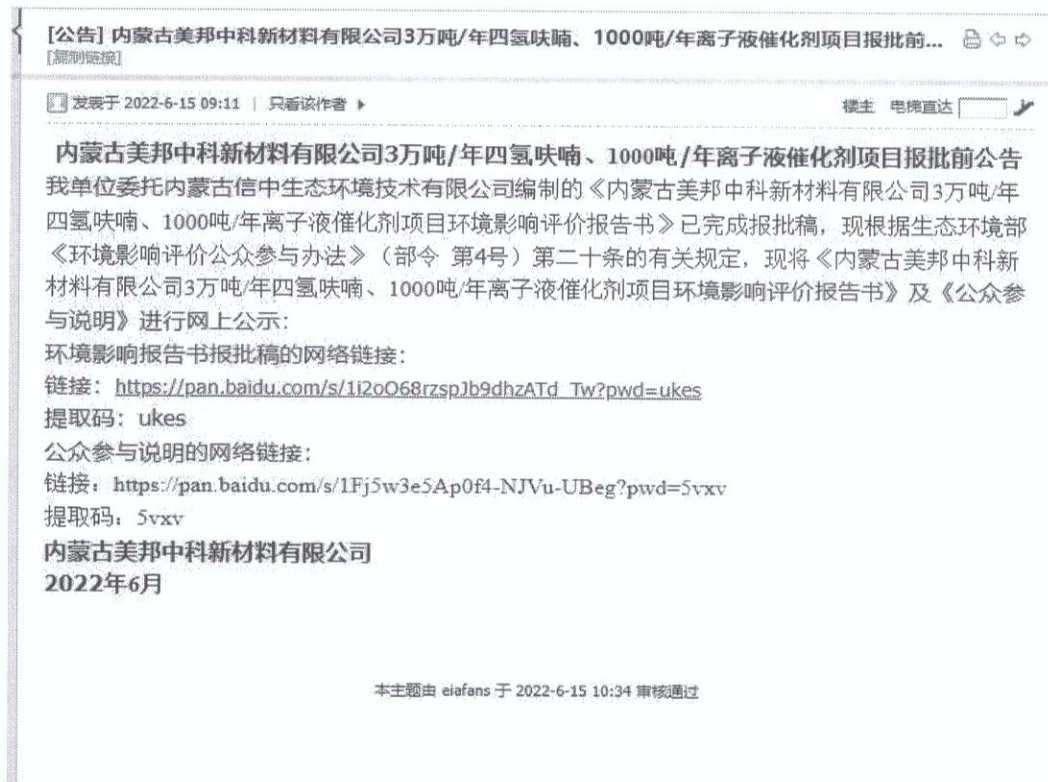 [公告] 内蒙古美邦中科新材料有限公司3万吨/年四氢呋喃、1000吨/年离子液催化剂项目报批前...
[复制链接]
发表于 2022-6-15 09:11 | 只看该作者
楼主 电梯直达
内蒙古美邦中科新材料有限公司3万吨/年四氢呋喃、1000吨/年离子液催化剂项目报批前公告
我单位委托内蒙古信中生态环境技术有限公司编制的《内蒙古美邦中科新材料有限公司3万吨/年
四氢呋喃、1000吨/年离子液催化剂项目环境影响评价报告书》已完成报批稿，现根据生态环境部
《环境影响评价公众参与办法》（部令 第4号）第二十条的有关规定，现将《内蒙古美邦中科新
材料有限公司3万吨/年四氢呋喃、1000吨/年离子液催化剂项目环境影响评价报告书》及《公众参
与说明》进行网上公示：
环境影响报告书报批稿的网络链接：
链接：https://pan.baidu.com/s/1i2oO68rzspJb9dhzATd_Tw?pwd=ukes
提取码：ukes
公众参与说明的网络链接：
链接：https://pan.baidu.com/s/1Fj5w3e5Ap0f4-NJVu-UBeg?pwd=5vxv
提取码：5vxv
内蒙古美邦中科新材料有限公司
2022年6月
本主题由 eiafans 于 2022-6-15 10:34 审核通过